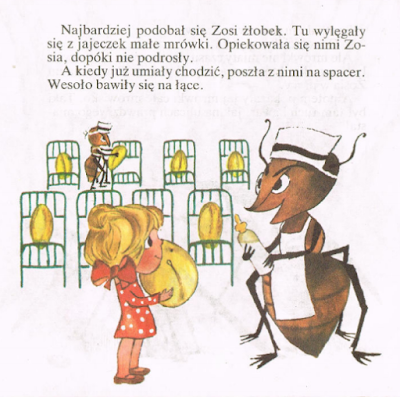 Najbardziej podobał się Zosi żłobek. Tu wylęgały
się z jajeczek małe mrówki. Opiekowała się nimi Zo-
sia, dopóki nie podrosły.
A kiedy już umiały chodzić, poszła z nimi na spacer.
Wesoło bawiły się na łące.